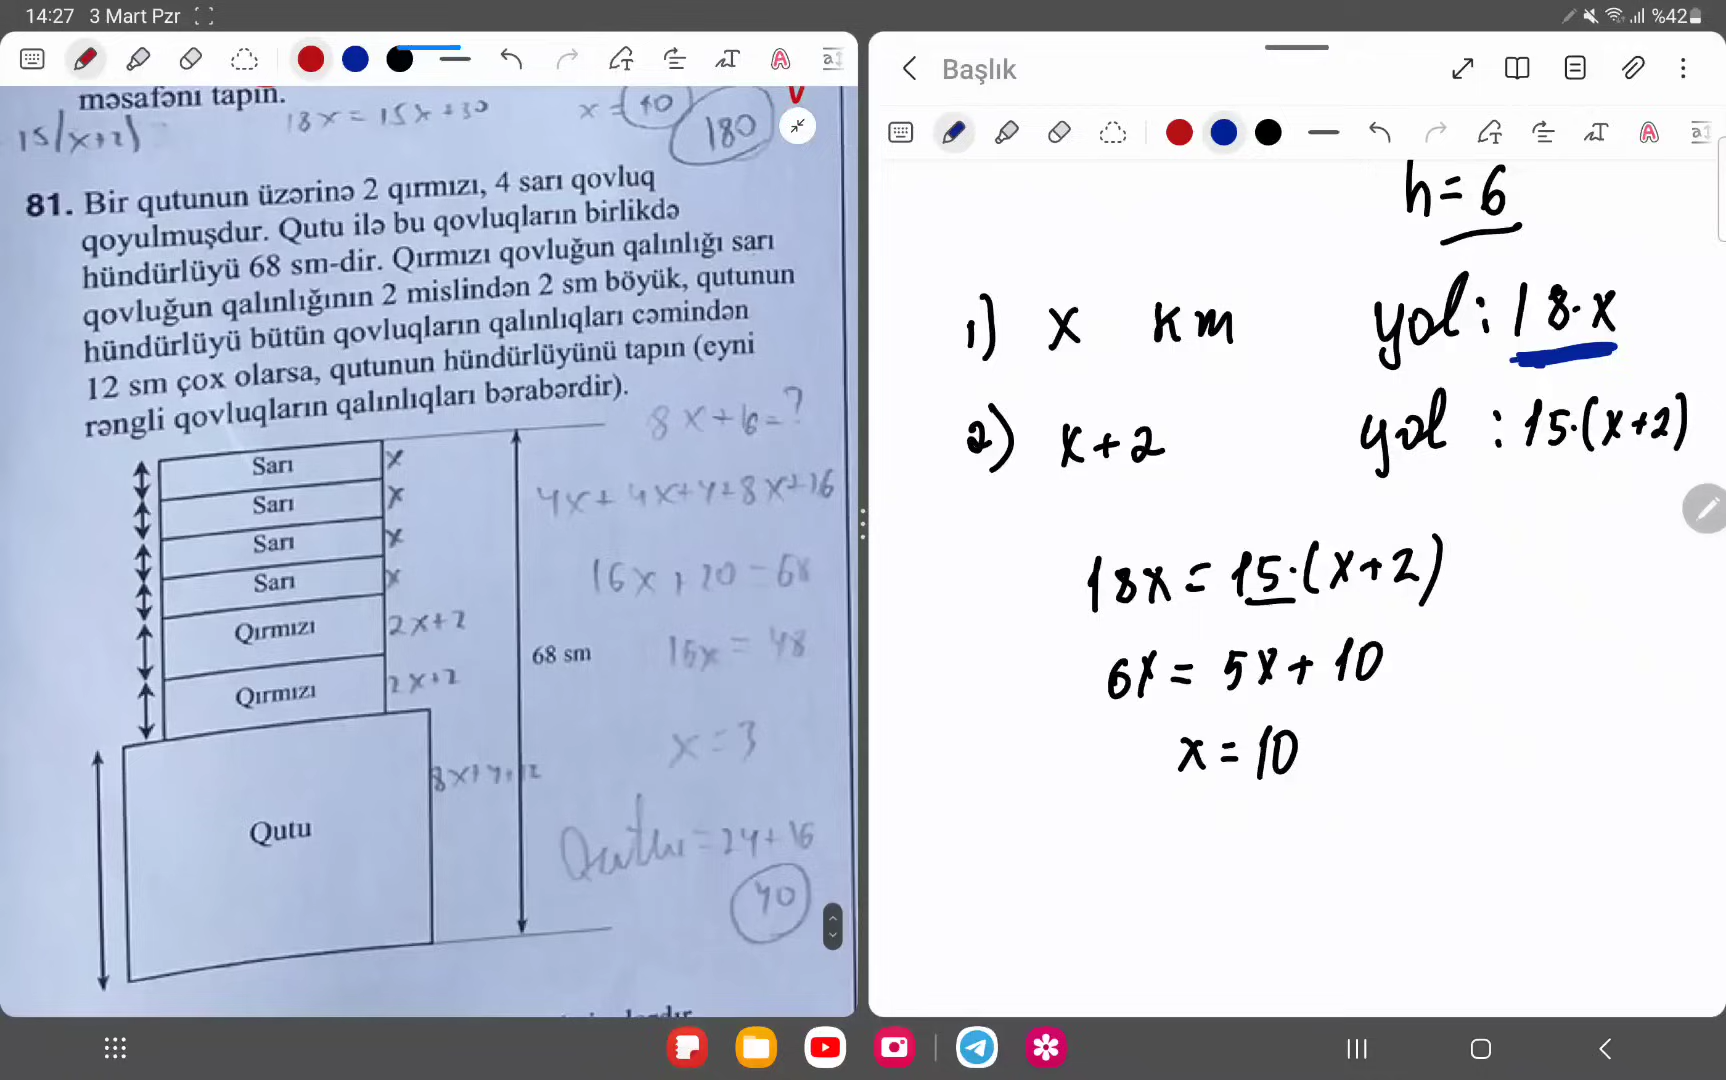 14:27 3 Mart Pzr
%42
məsafəni tapın.
15(x+2)
18x = 15x+30
x = 10
180
81. Bir qutunun üzərinə 2 qırmızı, 4 sarı qovluq
qoyulmuşdur. Qutu ilə bu qovluqların birlikdə
hündürlüyü 68 sm-dir. Qırmızı qovluğun qalınlığı sarı
qovluğun qalınlığının 2 mislindən 2 sm böyük, qutunun
hündürlüyü bütün qovluqların qalınlıqları cəmindən
12 sm çox olarsa, qutunun hündürlüyünü tapın (eyni
rəngli qovluqların qalınlıqları bərabərdir).
8x+16=?
Sarı x
Sarı x
4x+4x+4+8x+16
Sarı x
Sarı x
16x+20=68
Qırmızı 2x+2
68 sm
16x = 48
Qırmızı 2x+2
x=3
8x+4+12
Qutu
Qutu = 24+16
40
Başlık
h=6
1) x km yol: 18·x
2) x+2 yol : 15·(x+2)
18x = 15·(x+2)
6x = 5x+10
x = 10